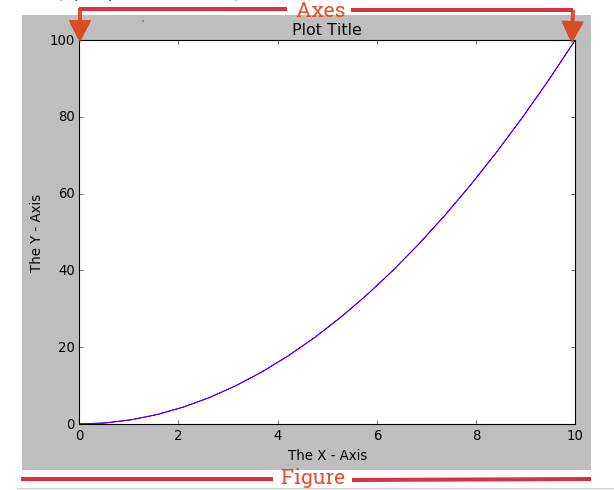 Axes
Plot Title
100
80
60
40
20
0
The Y - Axis
0 2 4 6 8 10
The X - Axis
Figure